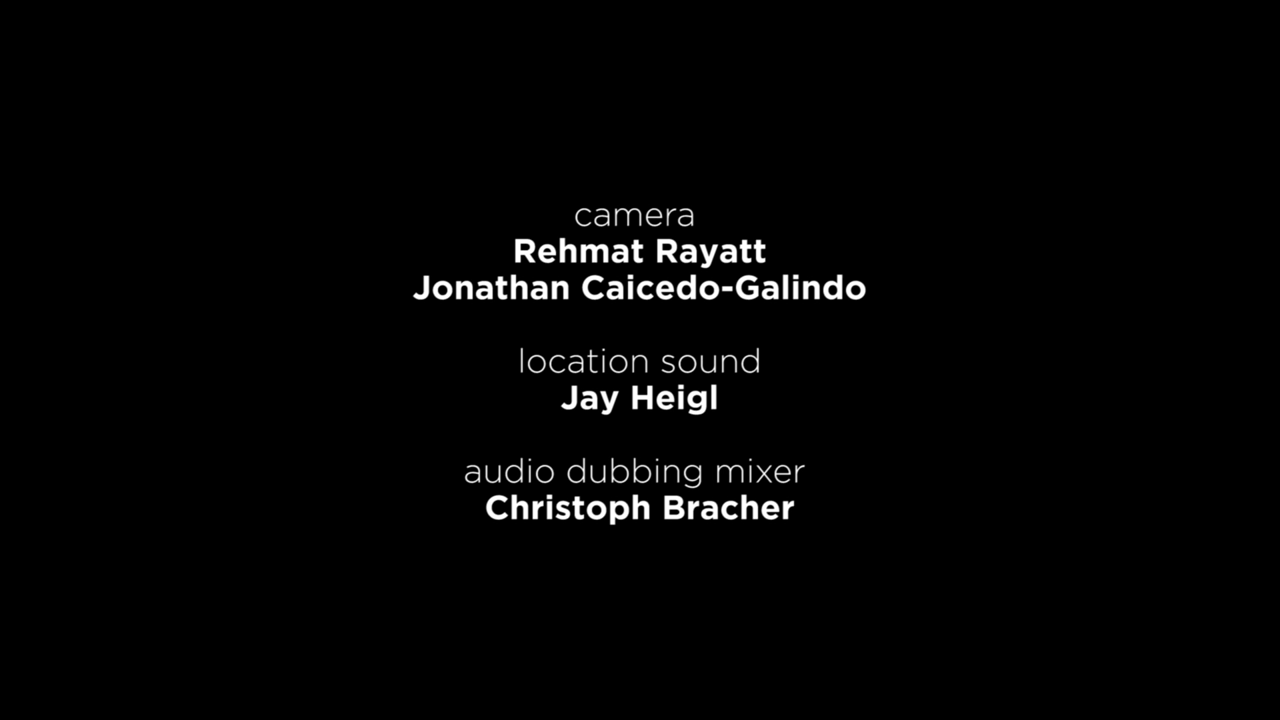 camera
Rehmat Rayatt
Jonathan Caicedo-Galindo
location sound
Jay Heigl
audio dubbing mixer
Christoph Bracher